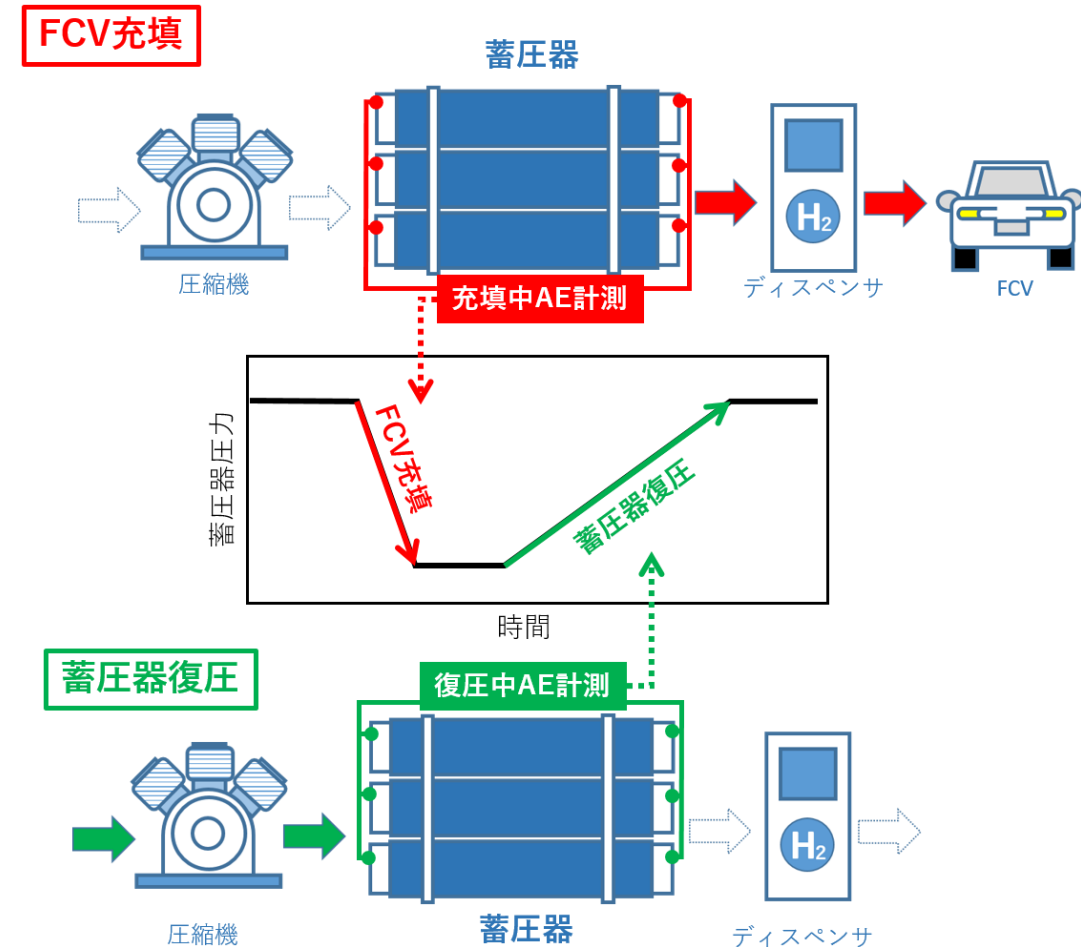 FCV充填
蓄圧器
H2
圧縮機
ディスペンサ
FCV
充填中AE計測
蓄圧器圧力
FCV充填
蓄圧器復圧
時間
蓄圧器復圧
復圧中AE計測
H2
圧縮機
蓄圧器
ディスペンサ